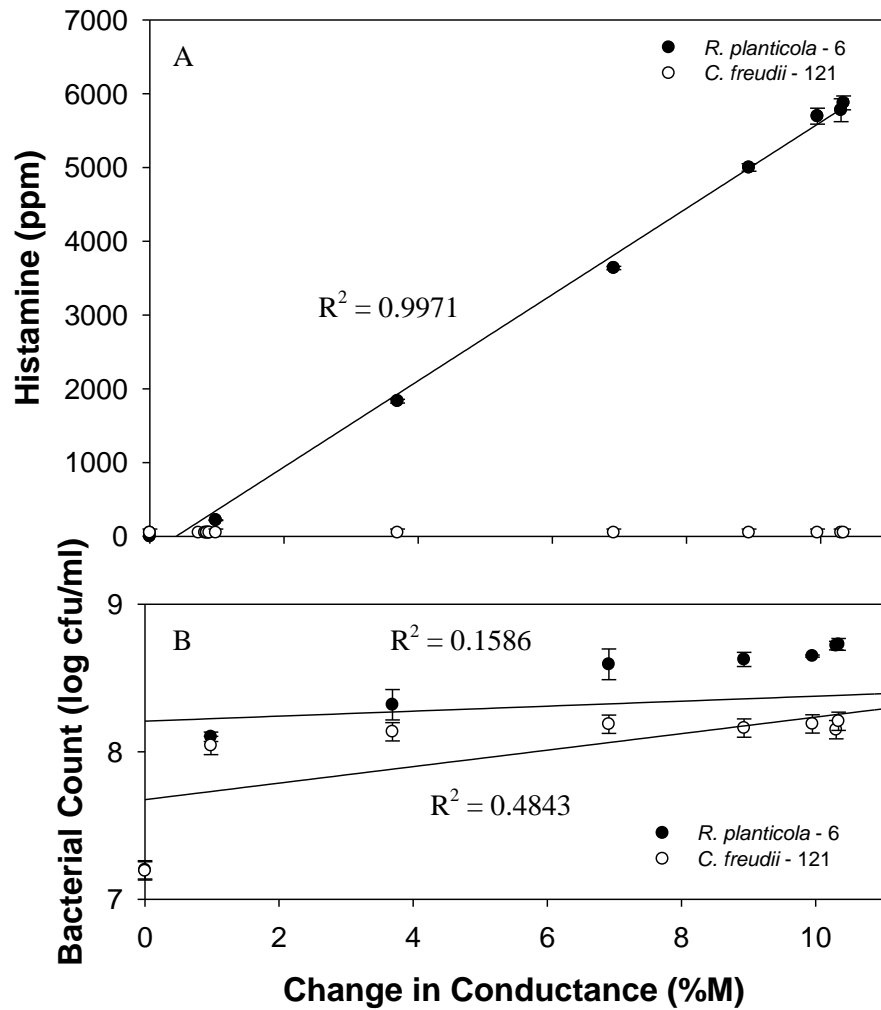 7000
6000
5000
4000
3000
2000
1000
0
Histamine (ppm)
A
R. planticola - 6
C. freudii - 121
R² = 0.9971
9
8
7
Bacterial Count (log cfu/ml)
B
R² = 0.1586
R² = 0.4843
R. planticola - 6
C. freudii - 121
0 2 4 6 8 10
Change in Conductance (%M)